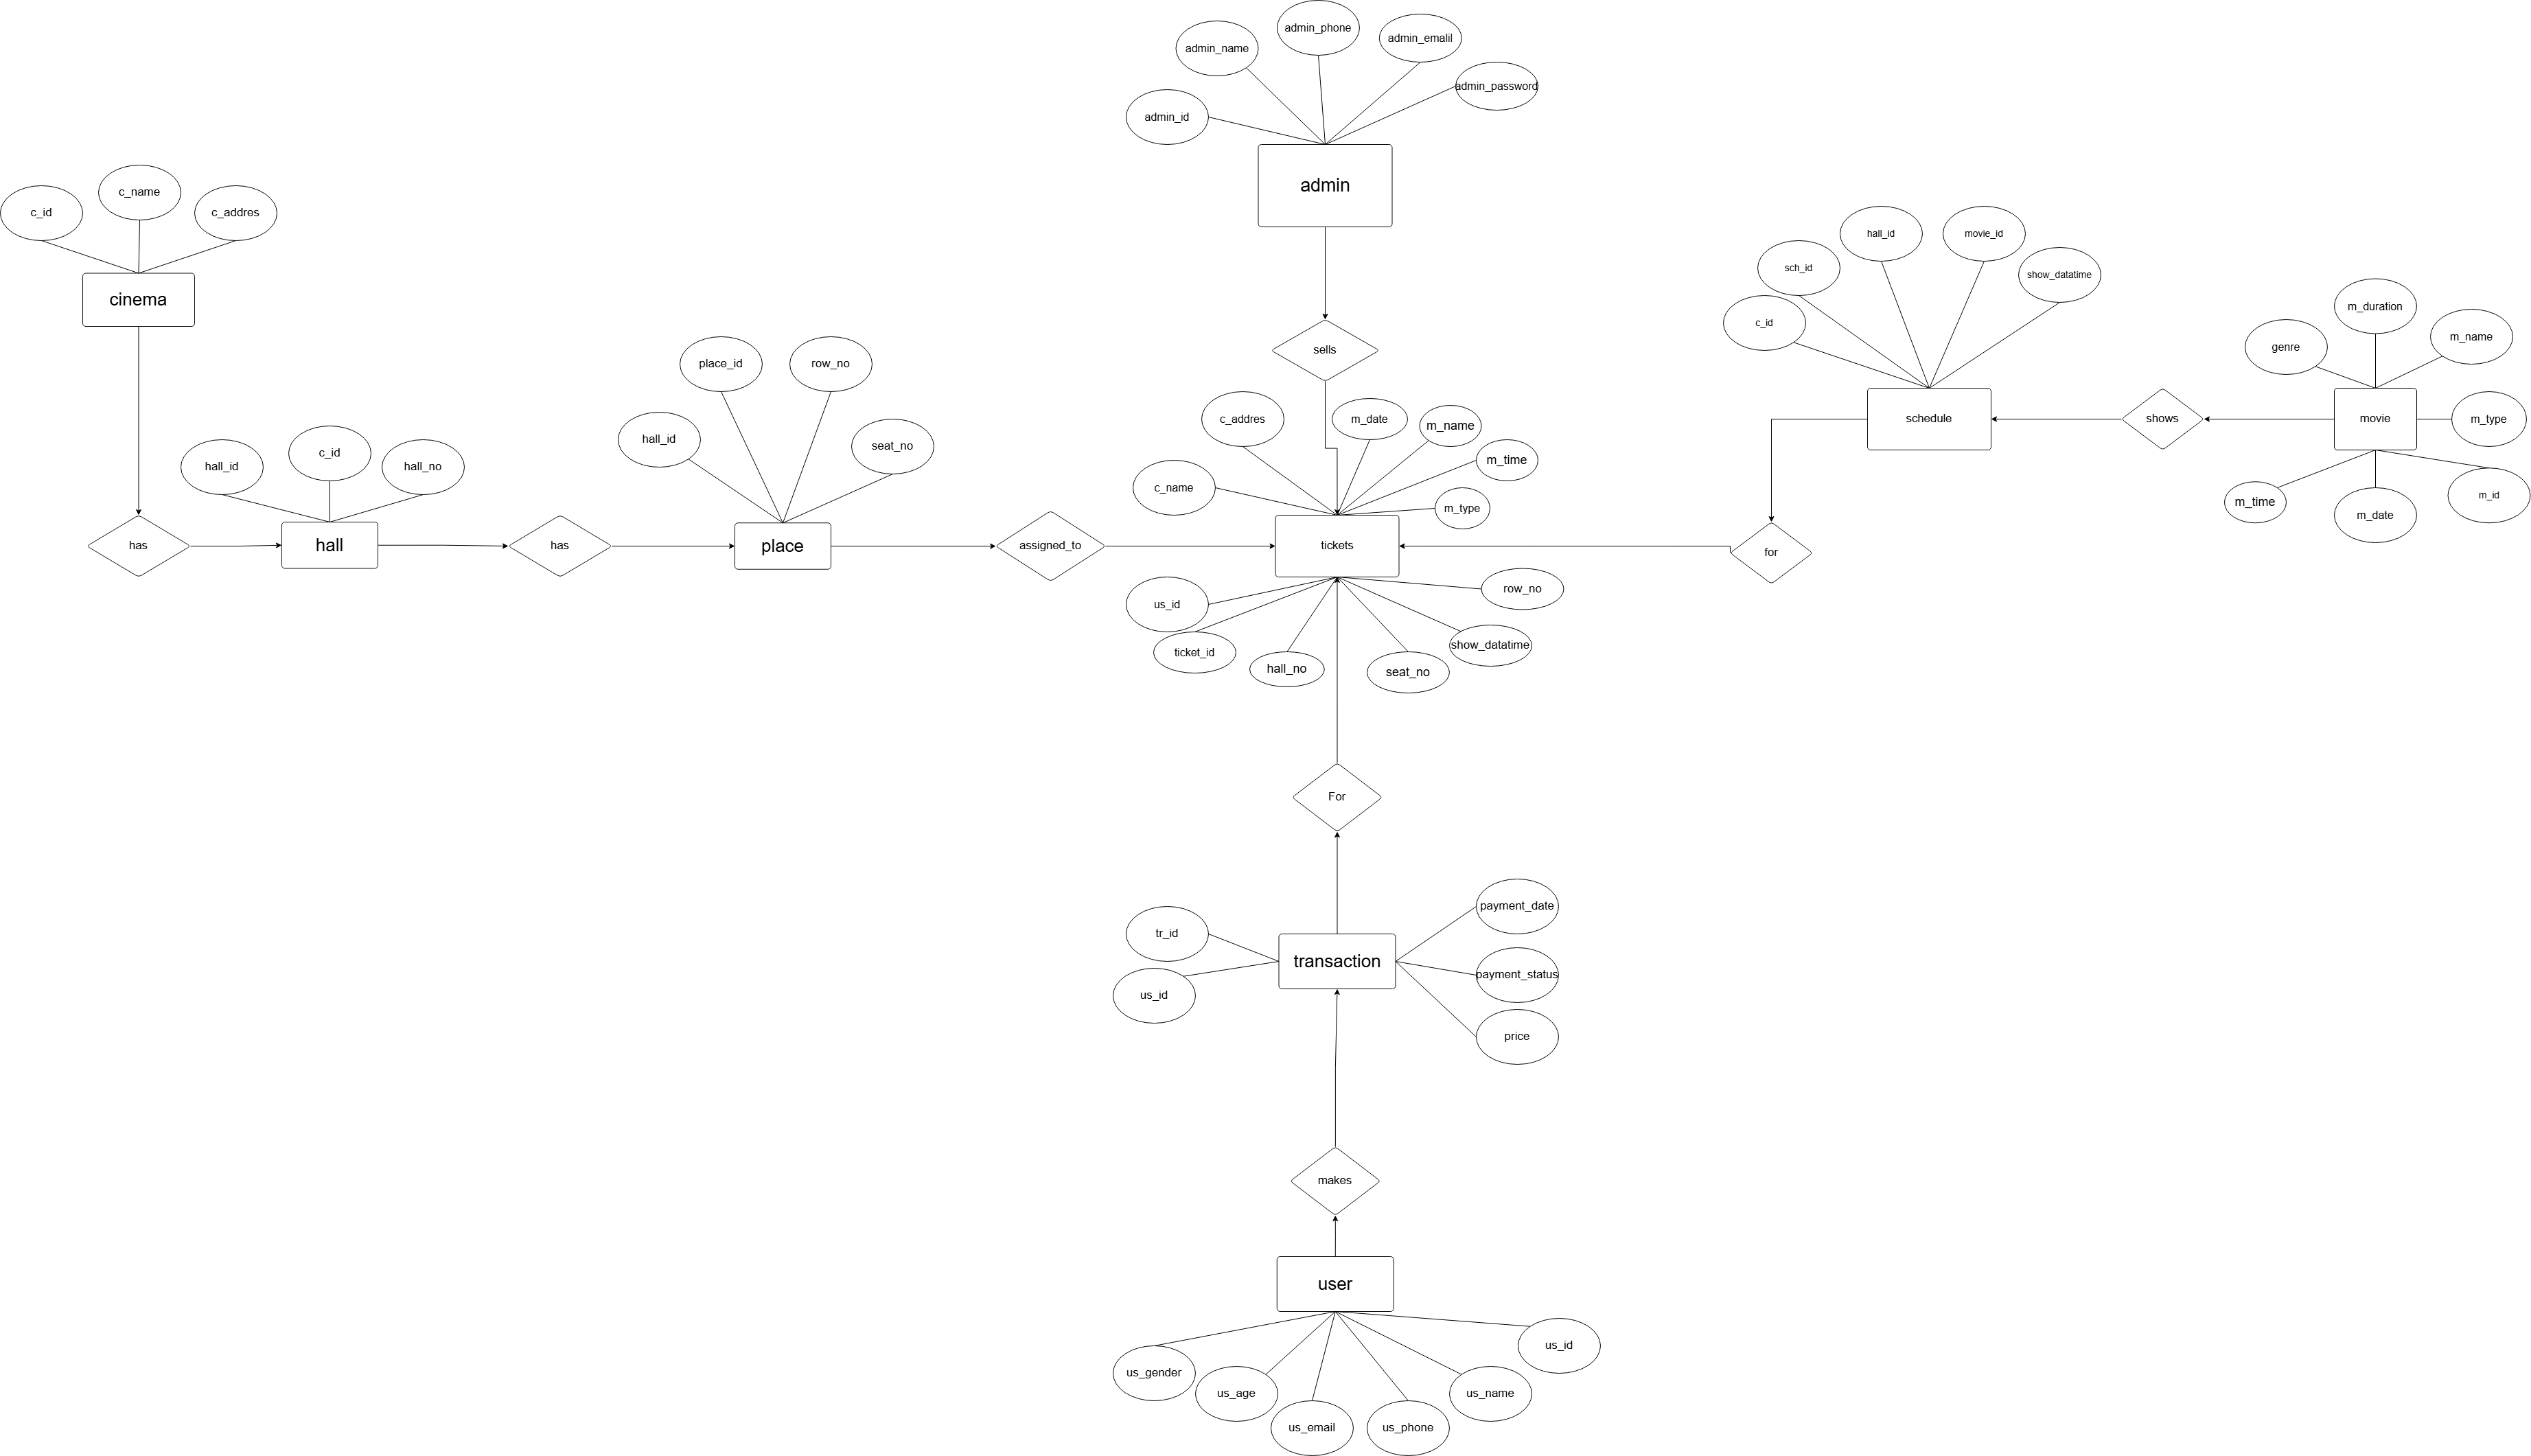 admin_phone
admin_emalil
admin_name
admin_password
admin_id
admin
c_name
c_id
c_addres
cinema
hall_id
movie_id
sch_id
show_datatime
c_id
m_duration
m_name
genre
sells
place_id
row_no
schedule
shows
movie
m_type
c_addres
m_date
m_name
hall_id
seat_no
m_time
hall_id
c_id
hall_no
c_name
m_type
m_time
m_date
m_id
has
hall
has
place
assigned_to
tickets
for
us_id
row_no
ticket_id
hall_no
seat_no
show_datatime
For
payment_date
tr_id
transaction
payment_status
us_id
price
makes
user
us_id
us_gender
us_age
us_name
us_email
us_phone